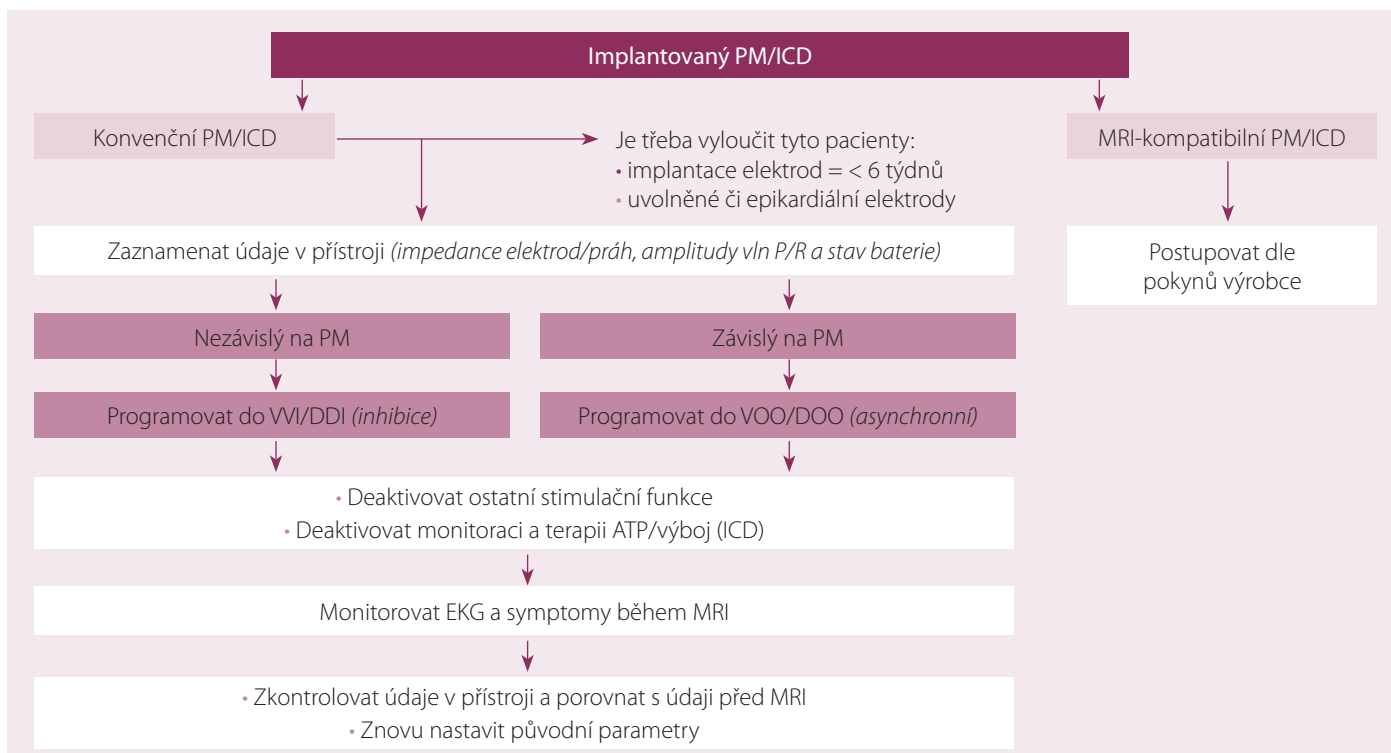 Implantovaný PM/ICD
Konvenční PM/ICD
Je třeba vyloučit tyto pacienty:
• implantace elektrod = < 6 týdnů
• uvolněné či epikardiální elektrody
MRI-kompatibilní PM/ICD
Zaznamenat údaje v přístroji (impedance elektrod/práh, amplitudy vln P/R a stav baterie)
Postupovat dle
pokynů výrobce
Nezávislý na PM
Závislý na PM
Programovat do VVI/DDI (inhibice)
Programovat do VOO/DOO (asynchronní)
• Deaktivovat ostatní stimulační funkce
• Deaktivovat monitoraci a terapii ATP/výboj (ICD)
Monitorovat EKG a symptomy během MRI
• Zkontrolovat údaje v přístroji a porovnat s údaji před MRI
• Znovu nastavit původní parametry